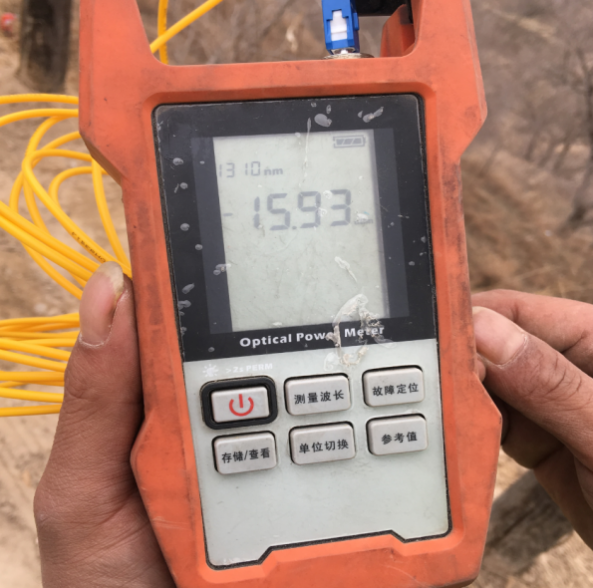 1310nm
-15.93
Optical Power Meter
测量波长
故障定位
存储/查看
单位切换
参考值